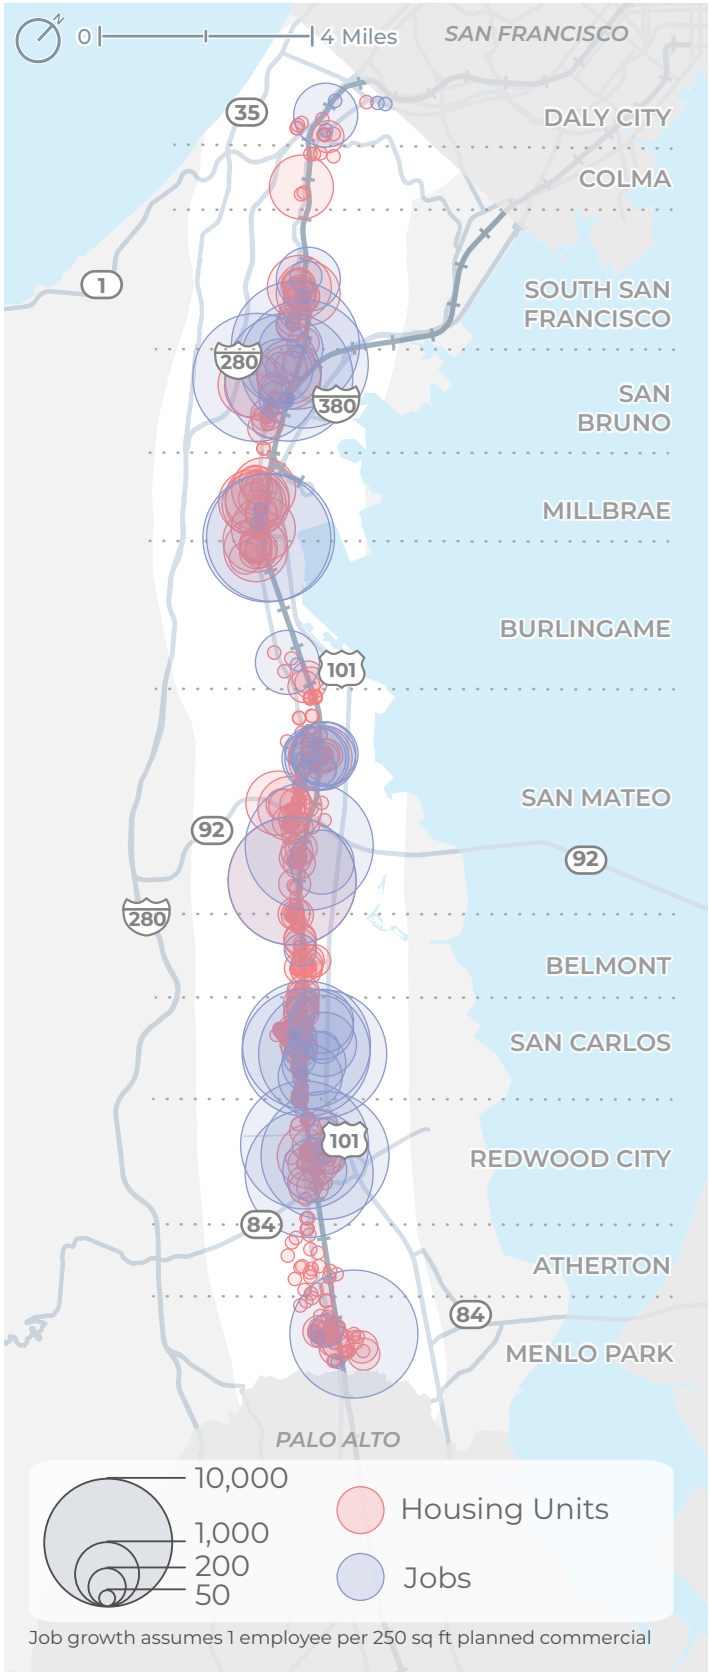 N
0
4 Miles
SAN FRANCISCO
35
DALY CITY
COLMA
1
SOUTH SAN
FRANCISCO
280
380
SAN
BRUNO
MILLBRAE
BURLINGAME
101
SAN MATEO
92
92
280
BELMONT
SAN CARLOS
101
REDWOOD CITY
84
ATHERTON
84
MENLO PARK
PALO ALTO
10,000
1,000
200
50
Housing Units
Jobs
Job growth assumes 1 employee per 250 sq ft planned commercial